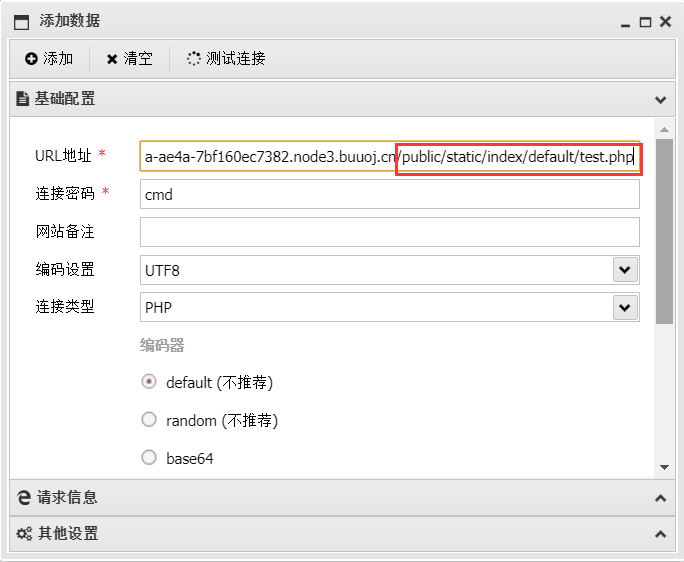 添加数据
添加 清空 测试连接
基础配置
URL地址 * a-ae4a-7bf160ec7382.node3.buuoj.cn/public/static/index/default/test.php
连接密码 * cmd
网站备注
编码设置 UTF8
连接类型 PHP
编码器
default (不推荐)
random (不推荐)
base64
请求信息
其他设置